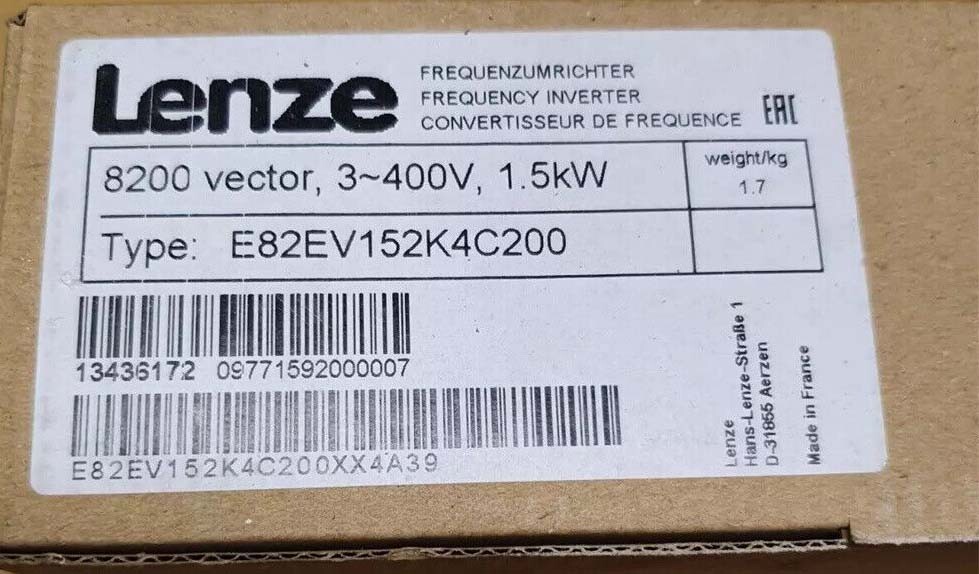 Lenze
FREQUENZUMRICHTER
FREQUENCY INVERTER
CONVERTISSEUR DE FREQUENCE
EAC
8200 vector, 3~400V, 1.5kW
weight/kg
1.7
Type: E82EV152K4C200
13436172 09771592000007
E82EV152K4C200XX4A39
Lenze
Hans-Lenze-Straße 1
D-31855 Aerzen
Made in France